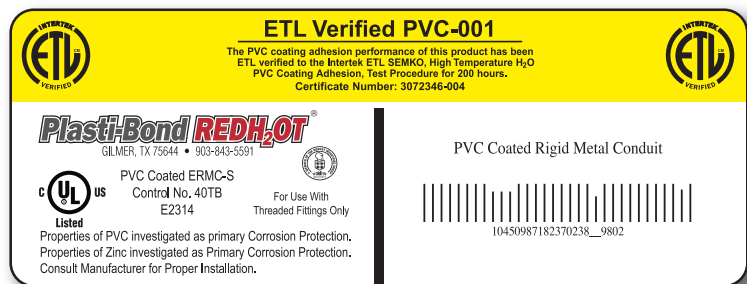 INTERTEK
ETL
CM
VERIFIED
ETL Verified PVC-001
The PVC coating adhesion performance of this product has been
ETL verified to the Intertek ETL SEMKO, High Temperature H₂O
PVC Coating Adhesion, Test Procedure for 200 hours.
Certificate Number: 3072346-004
INTERTEK
ETL
CM
VERIFIED
Plasti-Bond REDH₂OT®
GILMER, TX 75644 • 903-843-5591
C UL US
Listed
PVC Coated ERMC-S
Control No. 40TB
E2314
For Use With
Threaded Fittings Only
Properties of PVC investigated as primary Corrosion Protection.
Properties of Zinc investigated as Primary Corrosion Protection.
Consult Manufacturer for Proper Installation.
PVC Coated Rigid Metal Conduit
10450987182370238__9802